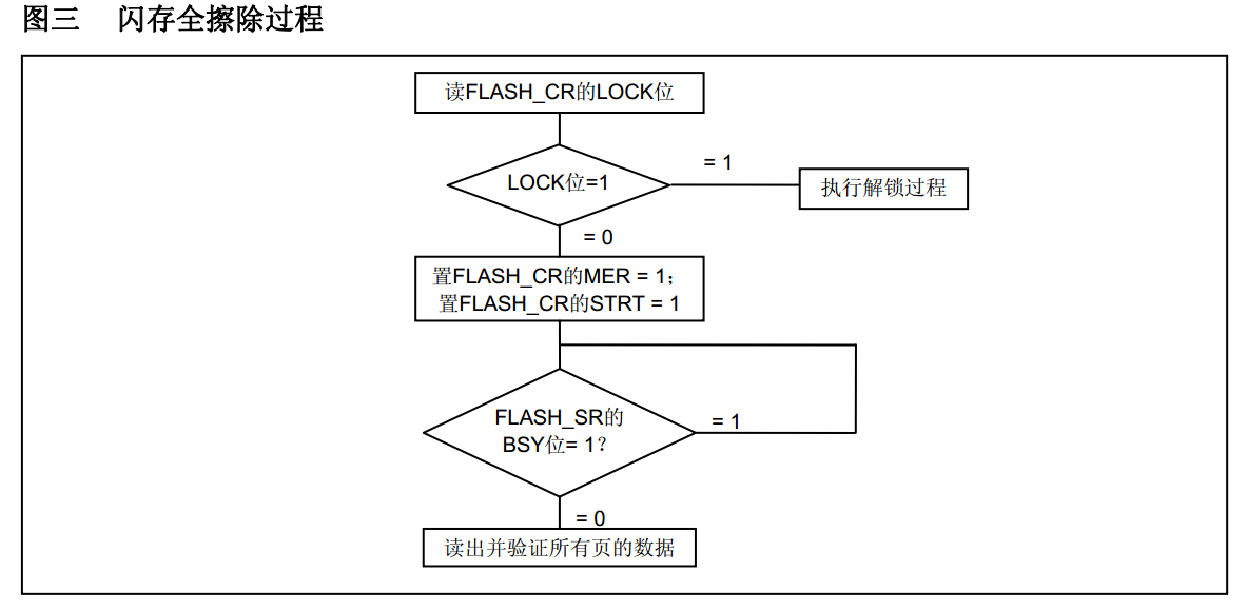 图三 闪存全擦除过程
读FLASH_CR的LOCK位
LOCK位=1
= 1
执行解锁过程
= 0
置FLASH_CR的MER = 1;
置FLASH_CR的STRT = 1
FLASH_SR的
BSY位= 1?
= 1
= 0
读出并验证所有页的数据